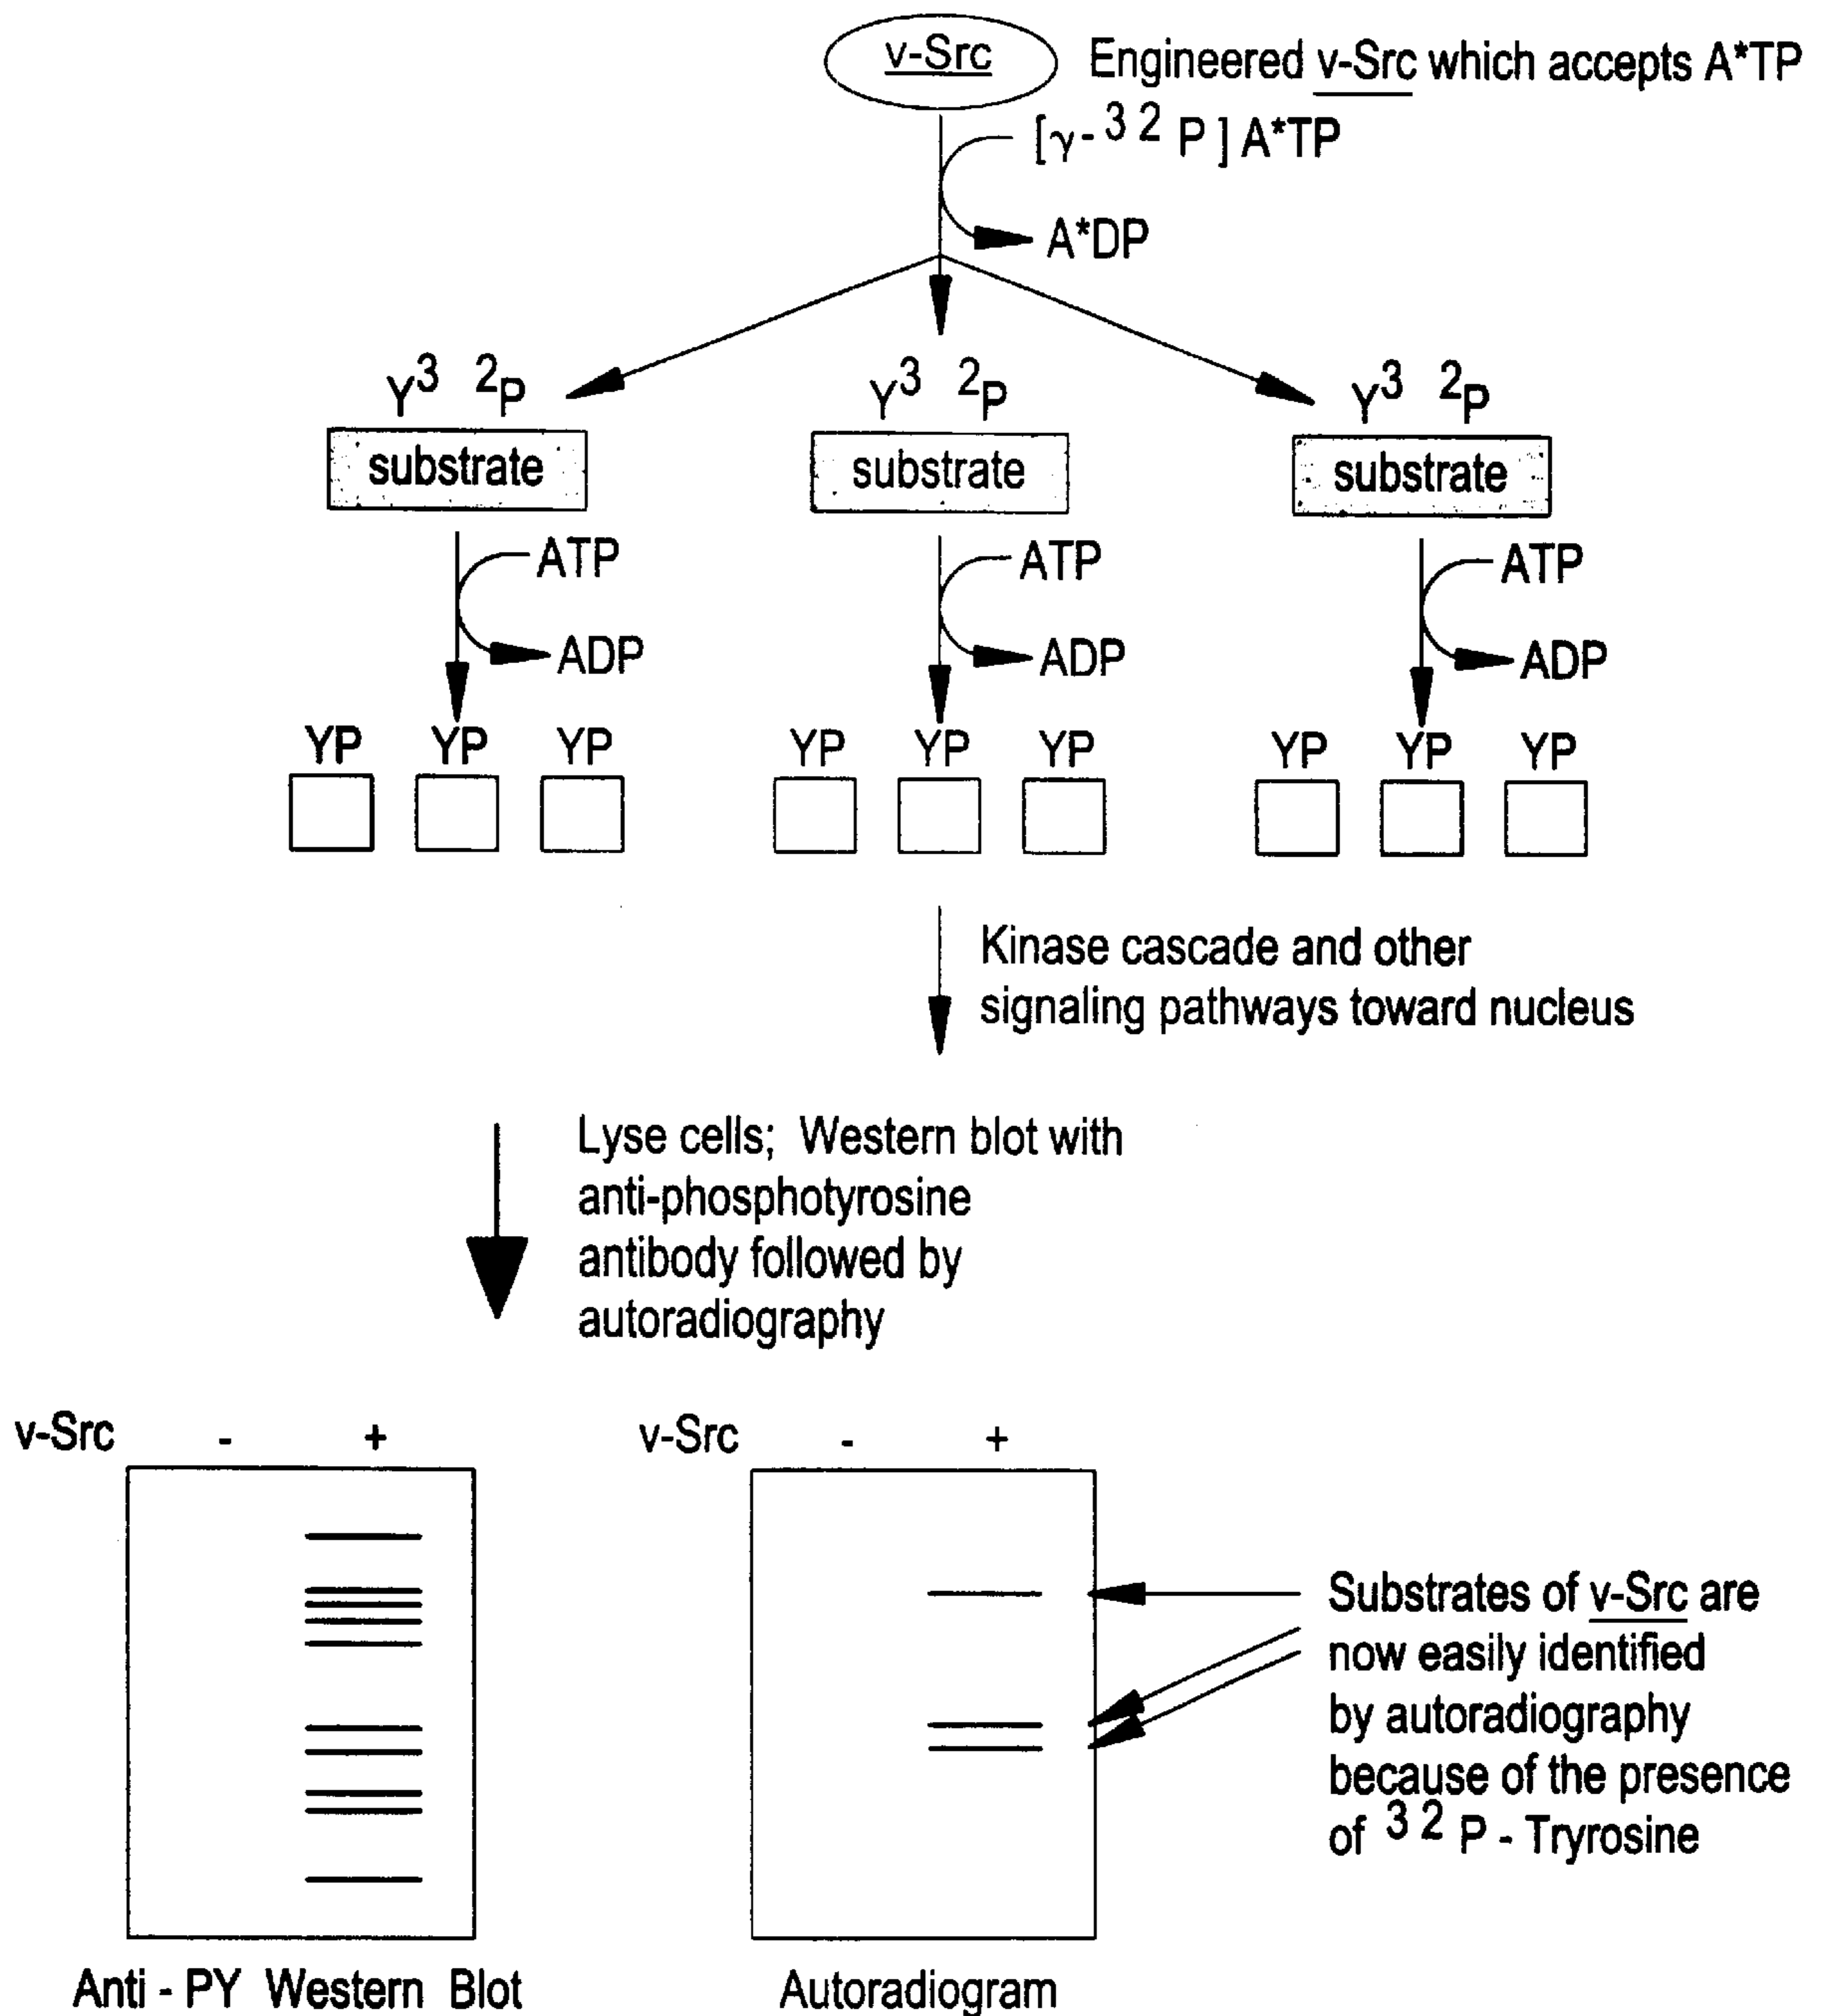 v-Src
Engineered v-Src which accepts A*TP
[γ-32 P] A*TP
A*DP
Y32P Y32P Y32P
substrate substrate substrate
ATP ATP ATP
ADP ADP ADP
YP YP YP YP YP YP YP YP YP
Kinase cascade and other
signaling pathways toward nucleus
Lyse cells; Western blot with
anti-phosphotyrosine
antibody followed by
autoradiography
v-Src - + v-Src - +
Substrates of v-Src are
now easily identified
by autoradiography
because of the presence
of 32 P - Tryrosine
Anti - PY Western Blot
Autoradiogram